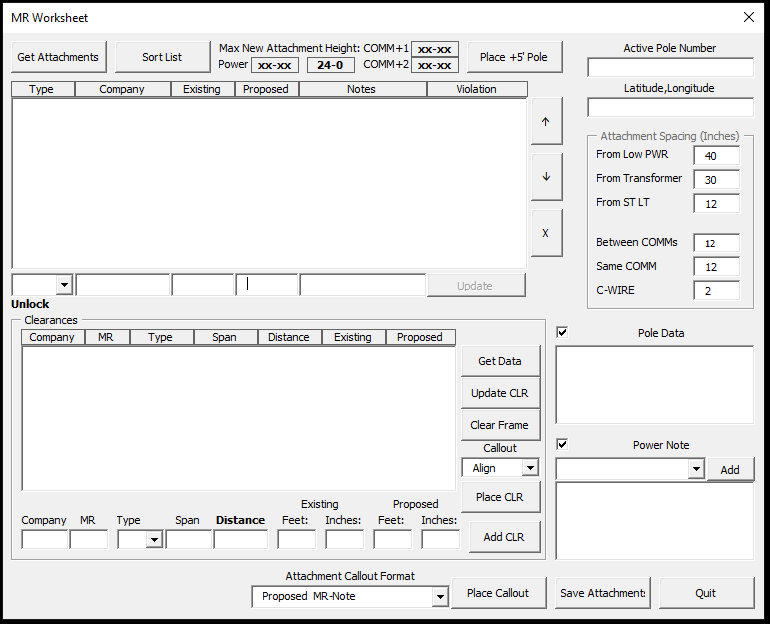 MR Worksheet
Get Attachments
Sort List
Max New Attachment Height: COMM+1 xx-xx
Power xx-xx 24-0 COMM+2 xx-xx
Place +5' Pole
Active Pole Number
Latitude,Longitude
Type Company Existing Proposed Notes Violation
↑
↓
X
Attachment Spacing (Inches)
From Low PWR 40
From Transformer 30
From ST LT 12
Between COMMs 12
Same COMM 12
C-WIRE 2
Update
Unlock
Clearances
Company MR Type Span Distance Existing Proposed
Get Data
Update CLR
Clear Frame
Callout
Align
Place CLR
Existing Proposed
Company MR Type Span Distance Feet: Inches: Feet: Inches:
Add CLR
Pole Data
Power Note
Add
Attachment Callout Format
Proposed MR-Note
Place Callout
Save Attachment:
Quit